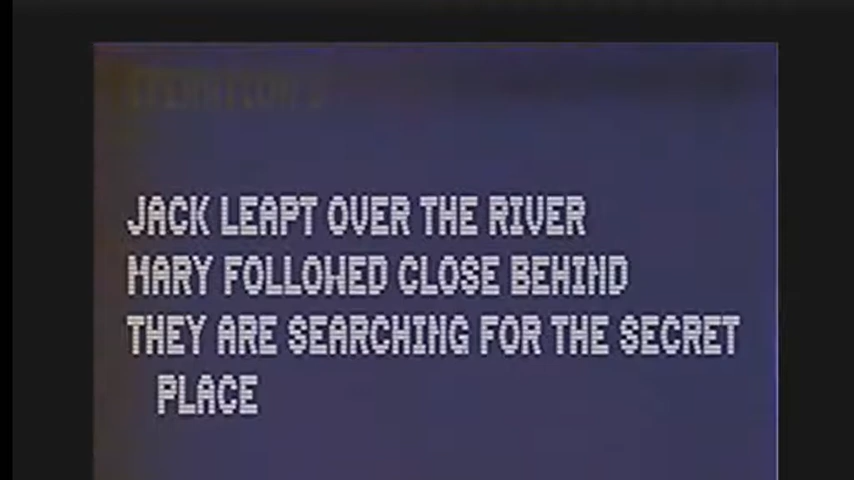 JACK LEAPT OVER THE RIVER
MARY FOLLOWED CLOSE BEHIND
THEY ARE SEARCHING FOR THE SECRET
PLACE